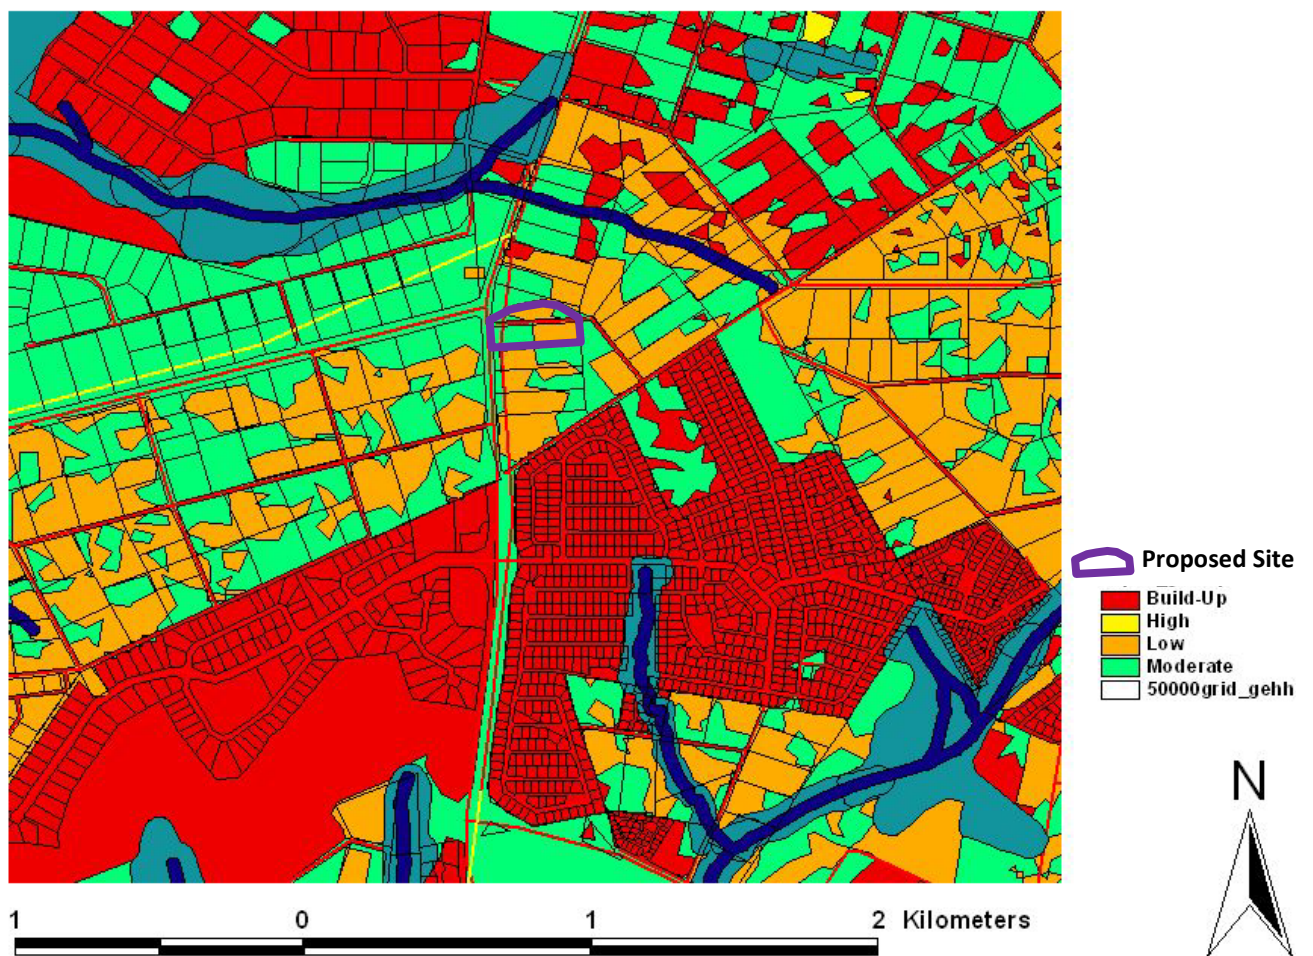 Proposed Site
Build-Up
High
Low
Moderate
50000grid_gehh
N
1 0 1 2 Kilometers